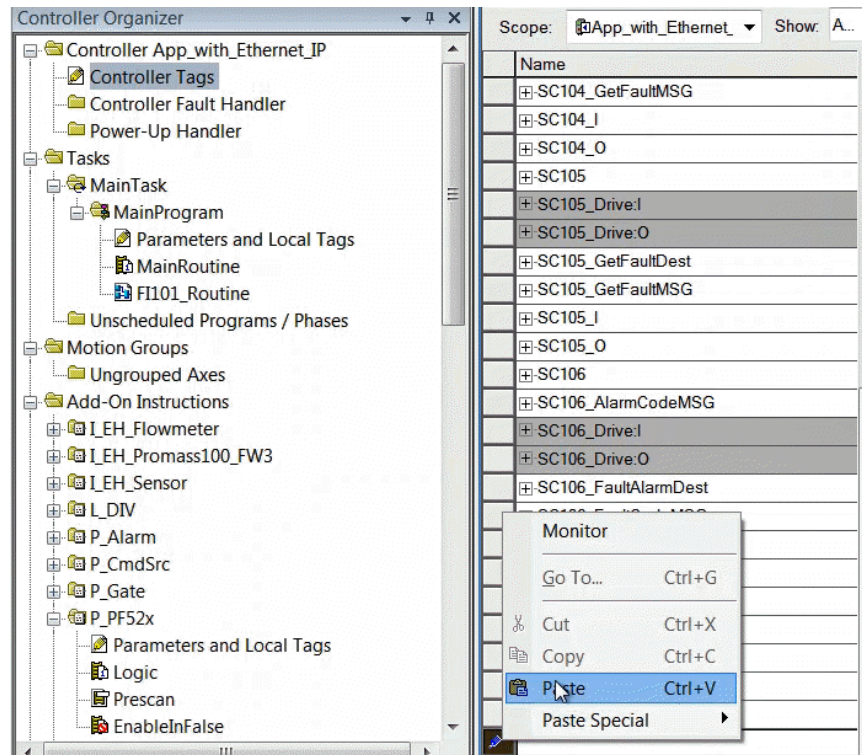 Controller Organizer
Controller App_with_Ethernet_IP
Controller Tags
Controller Fault Handler
Power-Up Handler
Tasks
MainTask
MainProgram
Parameters and Local Tags
MainRoutine
FI101_Routine
Unscheduled Programs / Phases
Motion Groups
Ungrouped Axes
Add-On Instructions
I_EH_Flowmeter
I_EH_Promass100_FW3
I_EH_Sensor
L_DIV
P_Alarm
P_CmdSrc
P_Gate
P_PF52x
Parameters and Local Tags
Logic
Prescan
EnableInFalse
Scope: App_with_Ethernet_ Show: A...
Name
SC104_GetFaultMSG
SC104_I
SC104_O
SC105
SC105_Drive:I
SC105_Drive:O
SC105_GetFaultDest
SC105_GetFaultMSG
SC105_I
SC105_O
SC106
SC106_AlarmCodeMSG
SC106_Drive:I
SC106_Drive:O
SC106_FaultAlarmDest
Monitor
Go To... Ctrl+G
Cut Ctrl+X
Copy Ctrl+C
Paste Ctrl+V
Paste Special